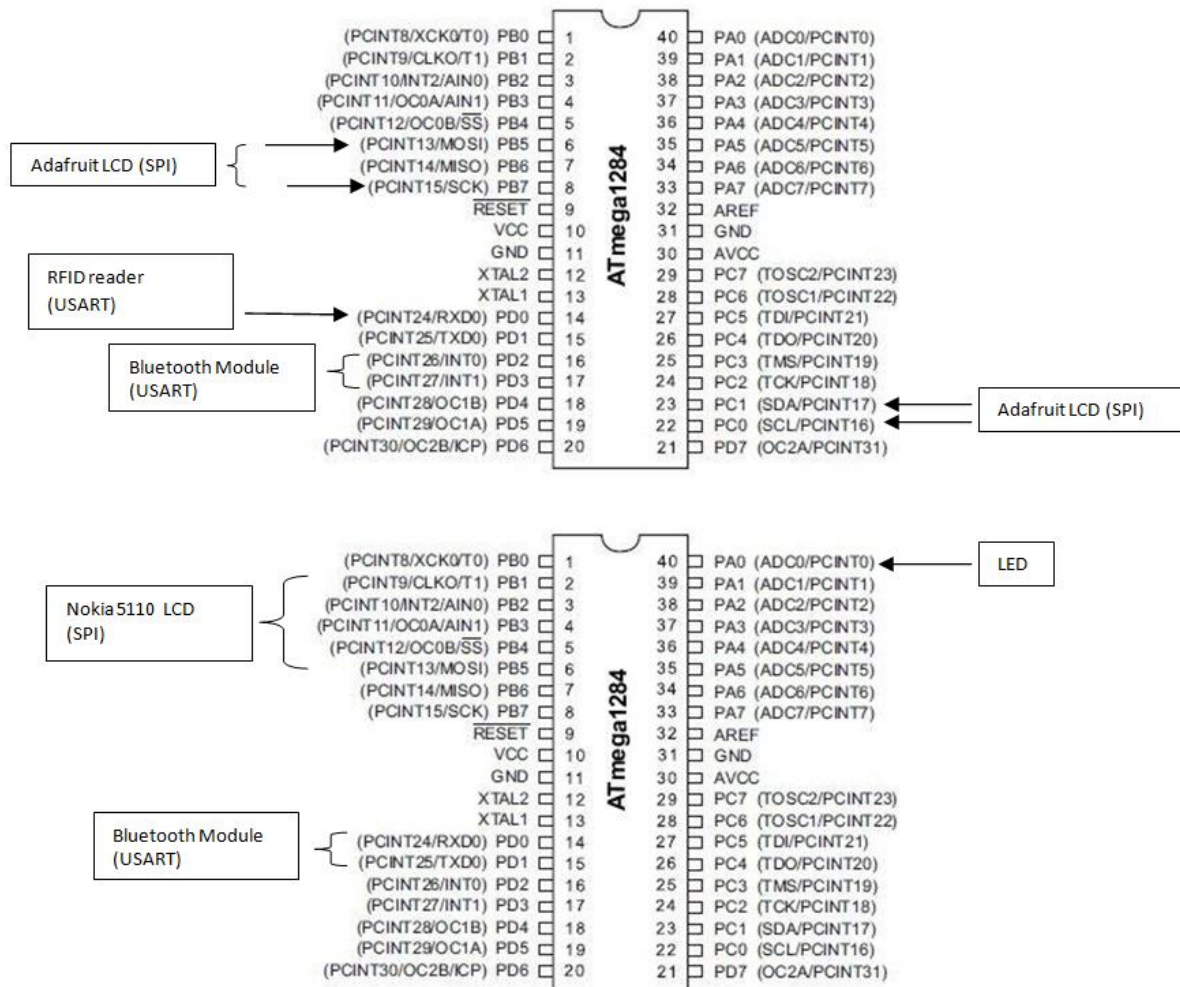 (PCINT8/XCK0/T0) PB0 1 40 PA0 (ADC0/PCINT0)
(PCINT9/CLKO/T1) PB1 2 39 PA1 (ADC1/PCINT1)
(PCINT10/INT2/AIN0) PB2 3 38 PA2 (ADC2/PCINT2)
(PCINT11/OC0A/AIN1) PB3 4 37 PA3 (ADC3/PCINT3)
(PCINT12/OC0B/SS) PB4 5 36 PA4 (ADC4/PCINT4)
(PCINT13/MOSI) PB5 6 35 PA5 (ADC5/PCINT5)
Adafruit LCD (SPI)
(PCINT14/MISO) PB6 7 34 PA6 (ADC6/PCINT6)
(PCINT15/SCK) PB7 8 33 PA7 (ADC7/PCINT7)
RESET 9 32 AREF
VCC 10 31 GND
GND 11 30 AVCC
ATmega1284
XTAL2 12 29 PC7 (TOSC2/PCINT23)
RFID reader
(USART)
XTAL1 13 28 PC6 (TOSC1/PCINT22)
(PCINT24/RXD0) PD0 14 27 PC5 (TDI/PCINT21)
(PCINT25/TXD0) PD1 15 26 PC4 (TDO/PCINT20)
Bluetooth Module
(USART)
(PCINT26/INT0) PD2 16 25 PC3 (TMS/PCINT19)
(PCINT27/INT1) PD3 17 24 PC2 (TCK/PCINT18)
(PCINT28/OC1B) PD4 18 23 PC1 (SDA/PCINT17)
Adafruit LCD (SPI)
(PCINT29/OC1A) PD5 19 22 PC0 (SCL/PCINT16)
(PCINT30/OC2B/ICP) PD6 20 21 PD7 (OC2A/PCINT31)
(PCINT8/XCK0/T0) PB0 1 40 PA0 (ADC0/PCINT0)
LED
(PCINT9/CLKO/T1) PB1 2 39 PA1 (ADC1/PCINT1)
(PCINT10/INT2/AIN0) PB2 3 38 PA2 (ADC2/PCINT2)
Nokia 5110 LCD
(SPI)
(PCINT11/OC0A/AIN1) PB3 4 37 PA3 (ADC3/PCINT3)
(PCINT12/OC0B/SS) PB4 5 36 PA4 (ADC4/PCINT4)
(PCINT13/MOSI) PB5 6 35 PA5 (ADC5/PCINT5)
(PCINT14/MISO) PB6 7 34 PA6 (ADC6/PCINT6)
(PCINT15/SCK) PB7 8 33 PA7 (ADC7/PCINT7)
RESET 9 32 AREF
VCC 10 31 GND
GND 11 30 AVCC
ATmega1284
XTAL2 12 29 PC7 (TOSC2/PCINT23)
XTAL1 13 28 PC6 (TOSC1/PCINT22)
Bluetooth Module
(USART)
(PCINT24/RXD0) PD0 14 27 PC5 (TDI/PCINT21)
(PCINT25/TXD0) PD1 15 26 PC4 (TDO/PCINT20)
(PCINT26/INT0) PD2 16 25 PC3 (TMS/PCINT19)
(PCINT27/INT1) PD3 17 24 PC2 (TCK/PCINT18)
(PCINT28/OC1B) PD4 18 23 PC1 (SDA/PCINT17)
(PCINT29/OC1A) PD5 19 22 PC0 (SCL/PCINT16)
(PCINT30/OC2B/ICP) PD6 20 21 PD7 (OC2A/PCINT31)